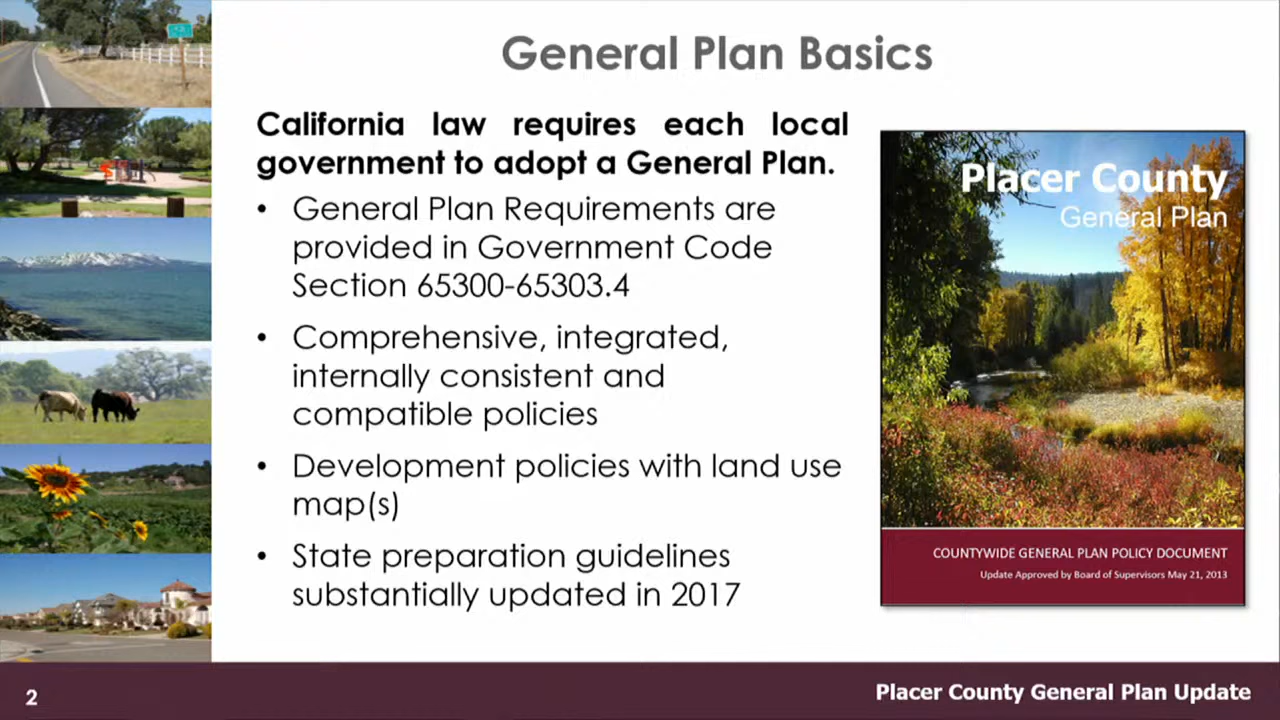 General Plan Basics
California law requires each local
government to adopt a General Plan.
• General Plan Requirements are
provided in Government Code
Section 65300-65303.4
• Comprehensive, integrated,
internally consistent and
compatible policies
• Development policies with land use
map(s)
• State preparation guidelines
substantially updated in 2017
Placer County
General Plan
COUNTYWIDE GENERAL PLAN POLICY DOCUMENT
Update Approved by Board of Supervisors May 21, 2013
2
Placer County General Plan Update